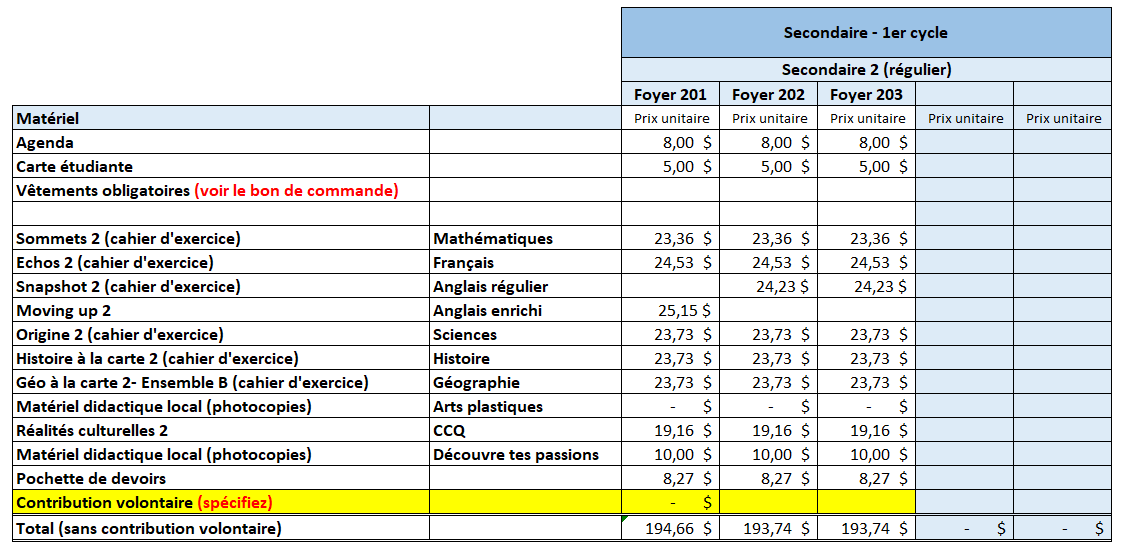 Secondaire - 1er cycle
Secondaire 2 (régulier)
Foyer 201 Foyer 202 Foyer 203
Matériel Prix unitaire Prix unitaire Prix unitaire Prix unitaire Prix unitaire
Agenda 8,00 $ 8,00 $ 8,00 $
Carte étudiante 5,00 $ 5,00 $ 5,00 $
Vêtements obligatoires (voir le bon de commande)
Sommets 2 (cahier d'exercice) Mathématiques 23,36 $ 23,36 $ 23,36 $
Echos 2 (cahier d'exercice) Français 24,53 $ 24,53 $ 24,53 $
Snapshot 2 (cahier d'exercice) Anglais régulier 24,23 $ 24,23 $
Moving up 2 Anglais enrichi 25,15 $
Origine 2 (cahier d'exercice) Sciences 23,73 $ 23,73 $ 23,73 $
Histoire à la carte 2 (cahier d'exercice) Histoire 23,73 $ 23,73 $ 23,73 $
Géo à la carte 2- Ensemble B (cahier d'exercice) Géographie 23,73 $ 23,73 $ 23,73 $
Matériel didactique local (photocopies) Arts plastiques - $ - $ - $
Réalités culturelles 2 CCQ 19,16 $ 19,16 $ 19,16 $
Matériel didactique local (photocopies) Découvre tes passions 10,00 $ 10,00 $ 10,00 $
Pochette de devoirs 8,27 $ 8,27 $ 8,27 $
Contribution volontaire (spécifiez) - $
Total (sans contribution volontaire) 194,66 $ 193,74 $ 193,74 $ - $ - $